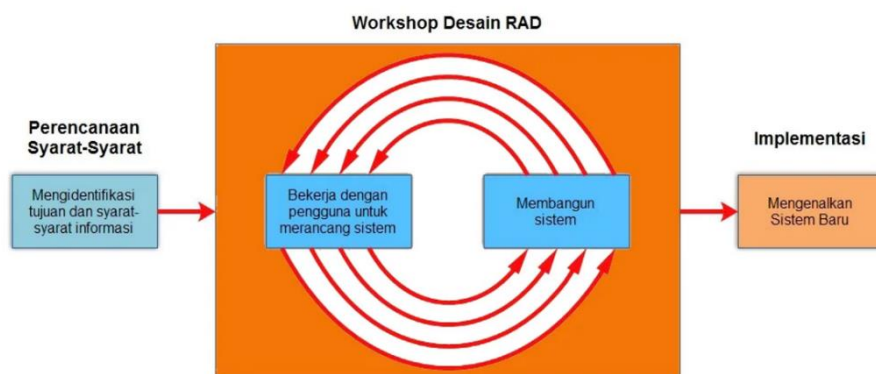 Workshop Desain RAD
Perencanaan
Syarat-Syarat
Mengidentifikasi
tujuan dan syarat-
syarat informasi
Bekerja dengan
pengguna untuk
merancang sistem
Membangun
sistem
Implementasi
Mengenalkan
Sistem Baru